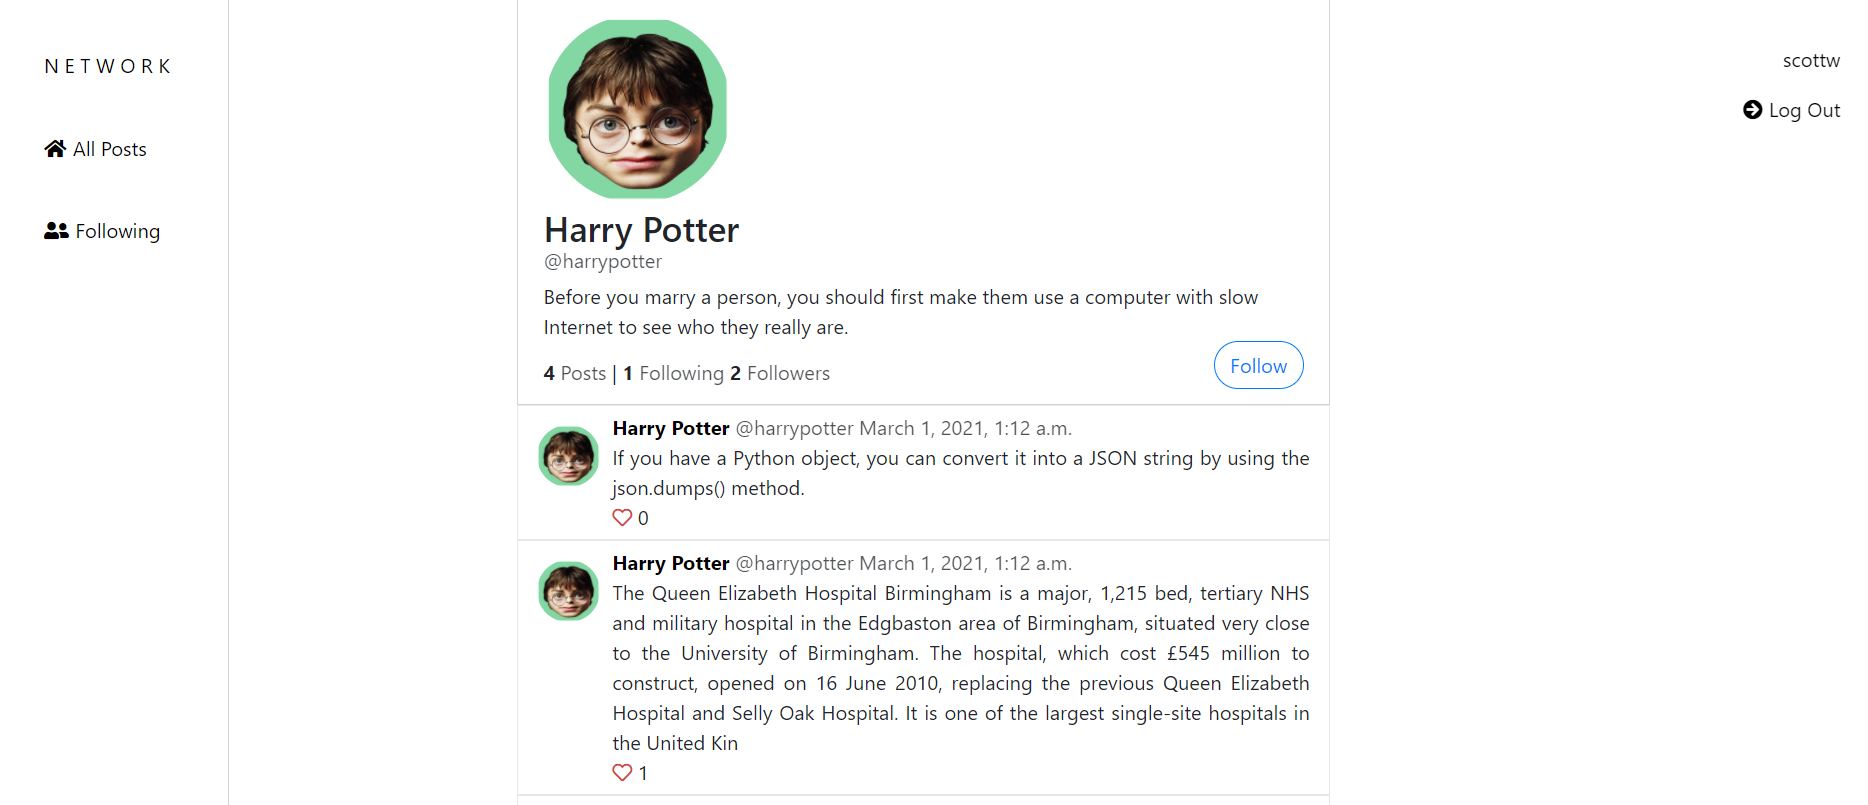 NETWORK
All Posts
Following
scottw
Log Out
Harry Potter
@harrypotter
Before you marry a person, you should first make them use a computer with slow
Internet to see who they really are.
4 Posts | 1 Following 2 Followers
Follow
Harry Potter @harrypotter March 1, 2021, 1:12 a.m.
If you have a Python object, you can convert it into a JSON string by using the
json.dumps() method.
0
Harry Potter @harrypotter March 1, 2021, 1:12 a.m.
The Queen Elizabeth Hospital Birmingham is a major, 1,215 bed, tertiary NHS
and military hospital in the Edgbaston area of Birmingham, situated very close
to the University of Birmingham. The hospital, which cost £545 million to
construct, opened on 16 June 2010, replacing the previous Queen Elizabeth
Hospital and Selly Oak Hospital. It is one of the largest single-site hospitals in
the United Kin
1